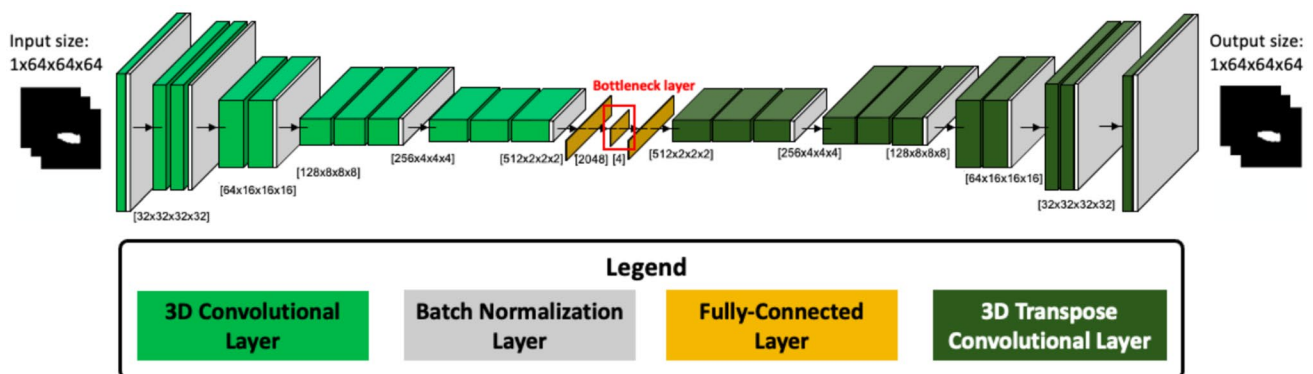 Input size:
1x64x64x64
[32x32x32x32]
[64x16x16x16]
[128x8x8x8]
[256x4x4x4]
[512x2x2x2]
Bottleneck layer
[2048] [4]
[512x2x2x2]
[256x4x4x4]
[128x8x8x8]
[64x16x16x16]
[32x32x32x32]
Output size:
1x64x64x64
Legend
3D Convolutional
Layer
Batch Normalization
Layer
Fully-Connected
Layer
3D Transpose
Convolutional Layer